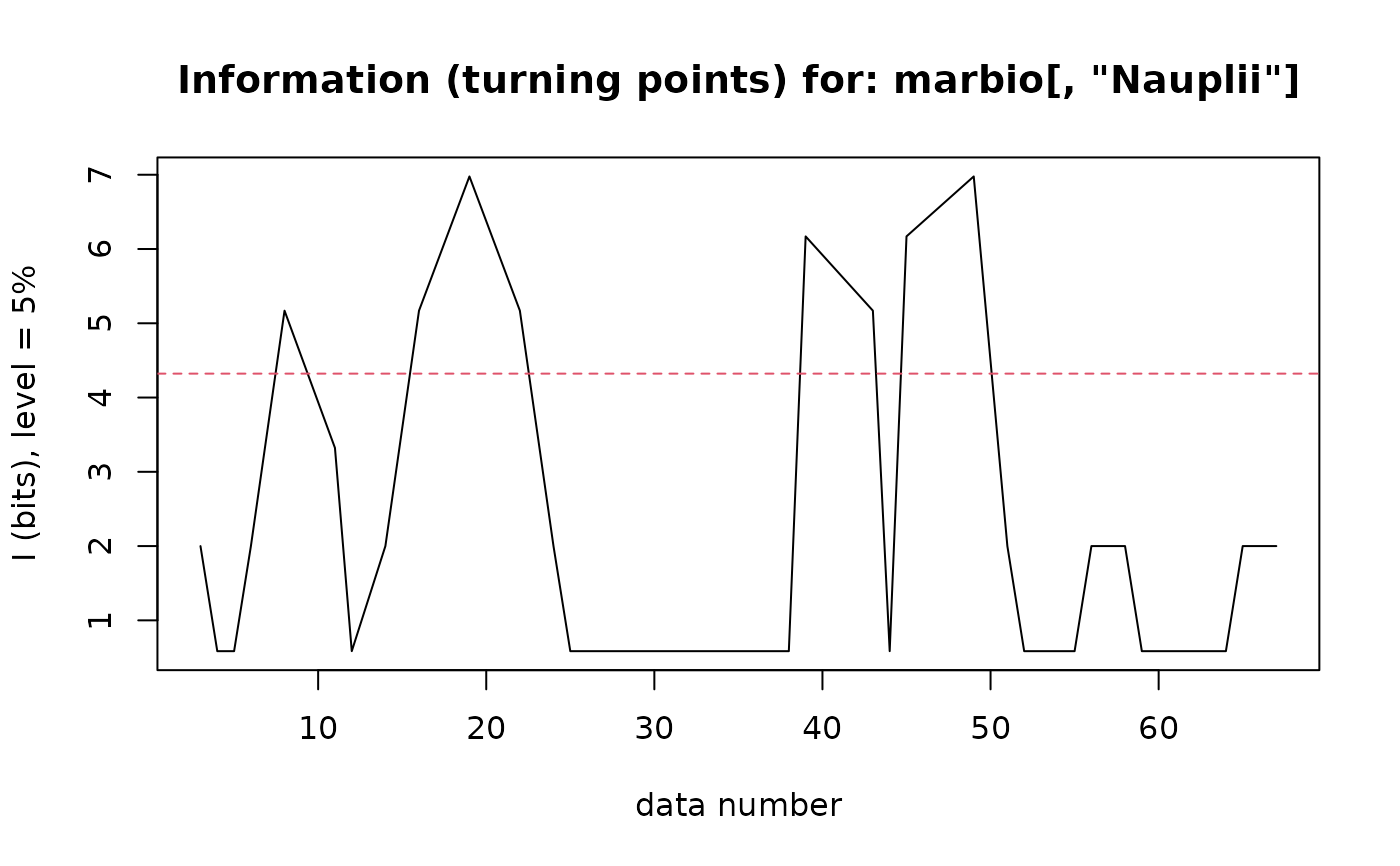 Information (turning points) for: marbio[, "Nauplii"]
I (bits), level = 5%
7
6
5
4
3
2
1
10 20 30 40 50 60
data number